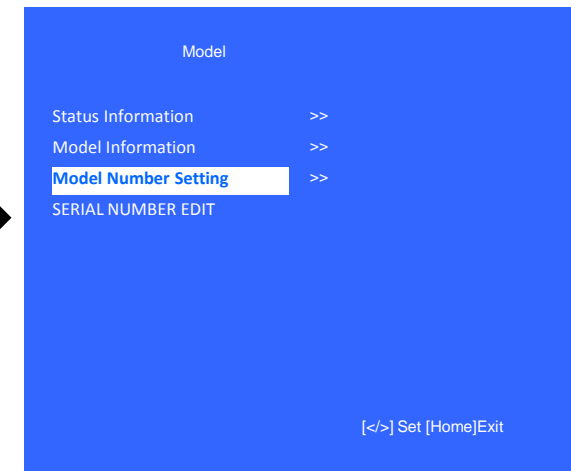 Model
Status Information >>
Model Information >>
Model Number Setting >>
SERIAL NUMBER EDIT
[</>] Set [Home]Exit